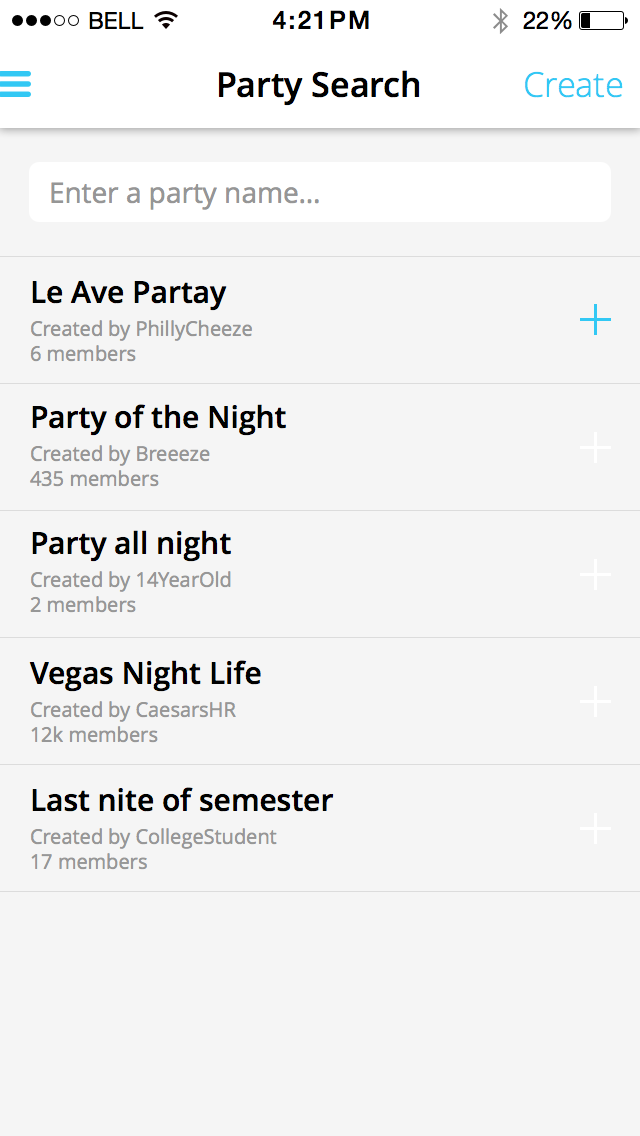 BELL 4:21PM 22%
Party Search Create
Enter a party name...
Le Ave Partay
Created by PhillyCheeze
6 members
Party of the Night
Created by Breeeze
435 members
Party all night
Created by 14YearOld
2 members
Vegas Night Life
Created by CaesarsHR
12k members
Last nite of semester
Created by CollegeStudent
17 members